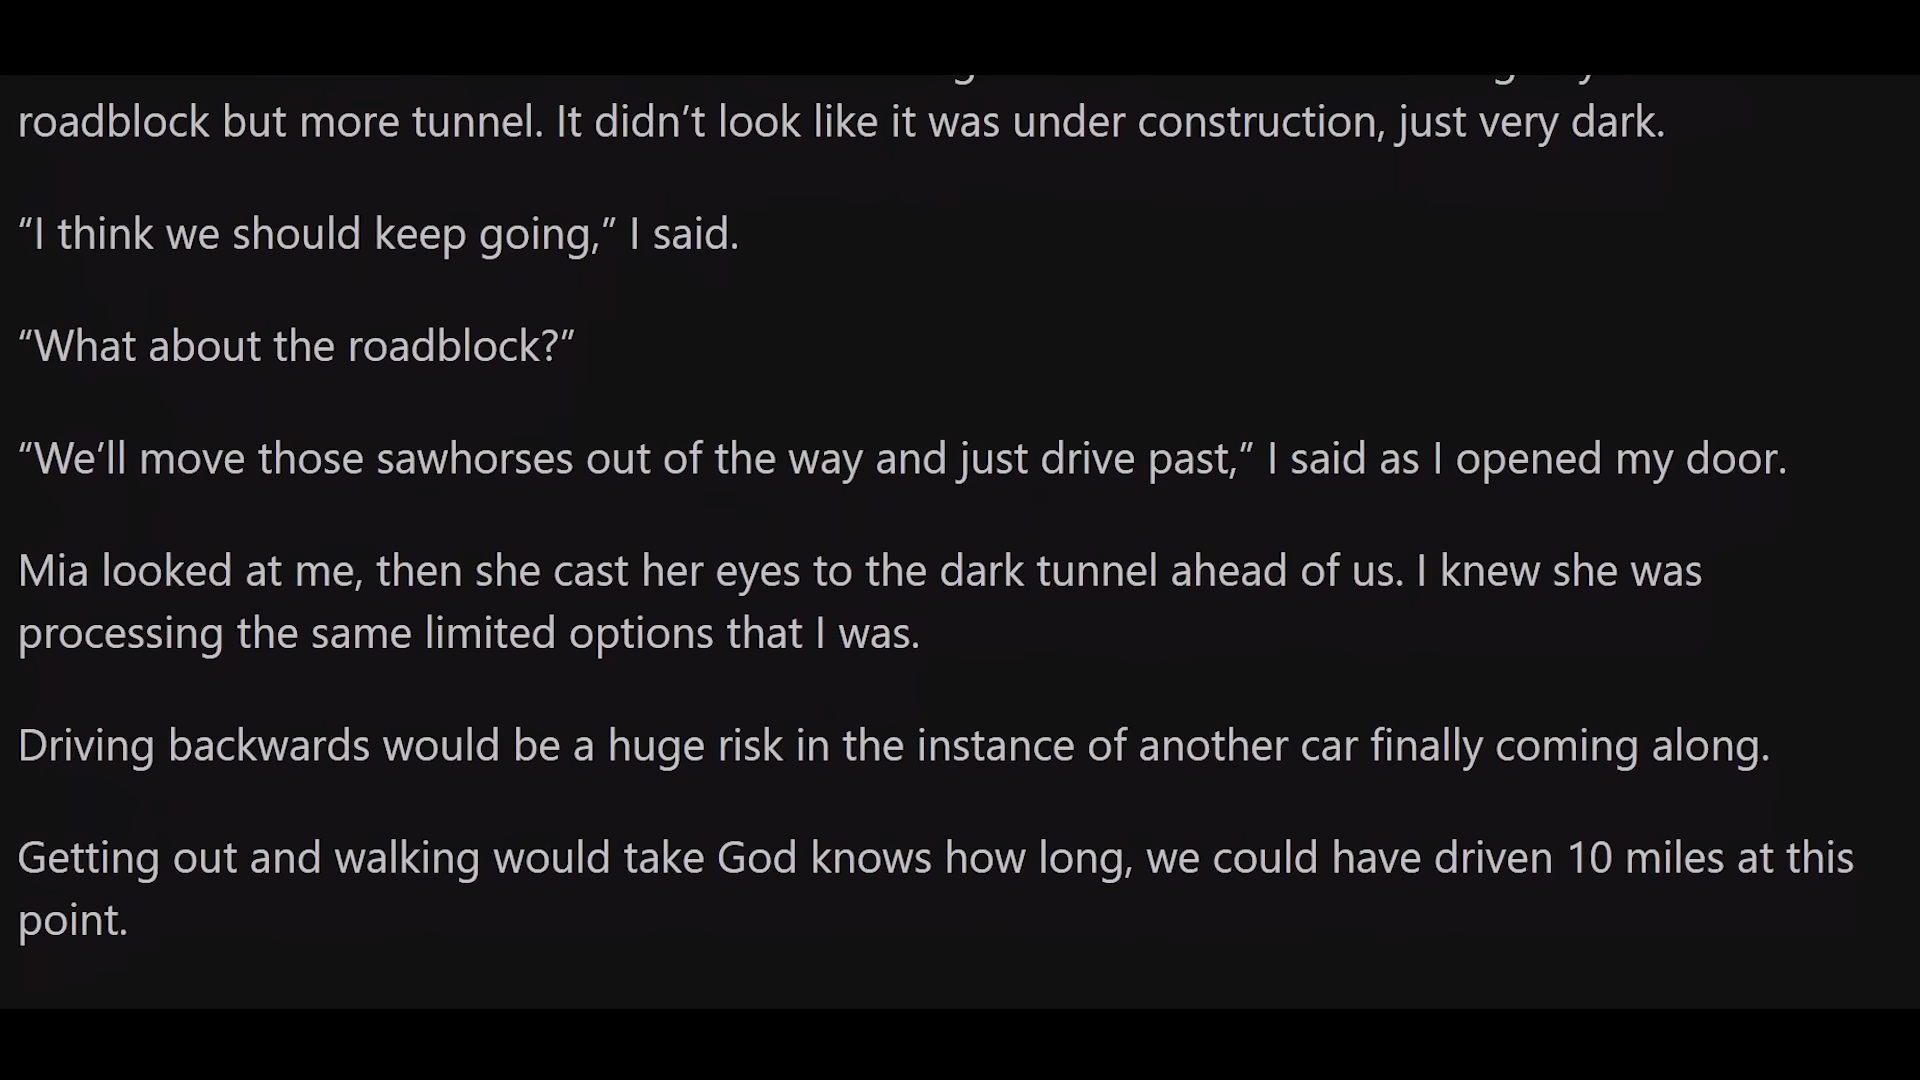 roadblock but more tunnel. It didn’t look like it was under construction, just very dark.
“I think we should keep going,” I said.
“What about the roadblock?”
“We’ll move those sawhorses out of the way and just drive past,” I said as I opened my door.
Mia looked at me, then she cast her eyes to the dark tunnel ahead of us. I knew she was
processing the same limited options that I was.
Driving backwards would be a huge risk in the instance of another car finally coming along.
Getting out and walking would take God knows how long, we could have driven 10 miles at this
point.